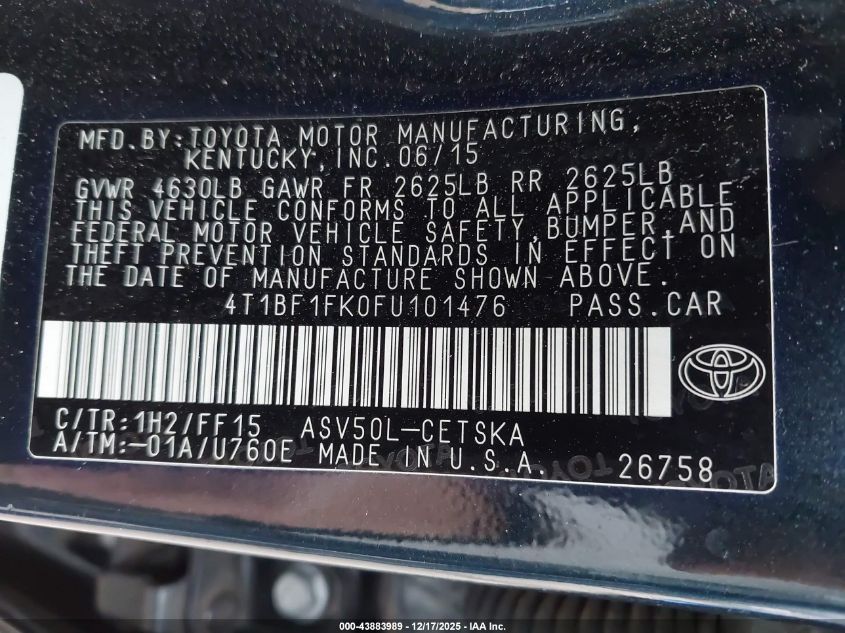 MFD.BY:TOYOTA MOTOR MANUFACTURING,
KENTUCKY,INC.06/15
GVWR 4630LB GAWR FR 2625LB RR 2625LB
THIS VEHICLE CONFORMS TO ALL APPLICABLE
FEDERAL MOTOR VEHICLE SAFETY,BUMPER,AND
THEFT PREVENTION STANDARDS IN EFFECT ON
THE DATE OF MANUFACTURE SHOWN ABOVE.
4T1BF1FK0FU101476 PASS.CAR
C/TR:1H2/FF15 ASV50L-CETSKA
A/TM:-01A/U760E MADE IN U.S.A. 26758
TOYOTA TOYOTA TOYOTA
000-43883989 - 12/17/2025 - IAA Inc.